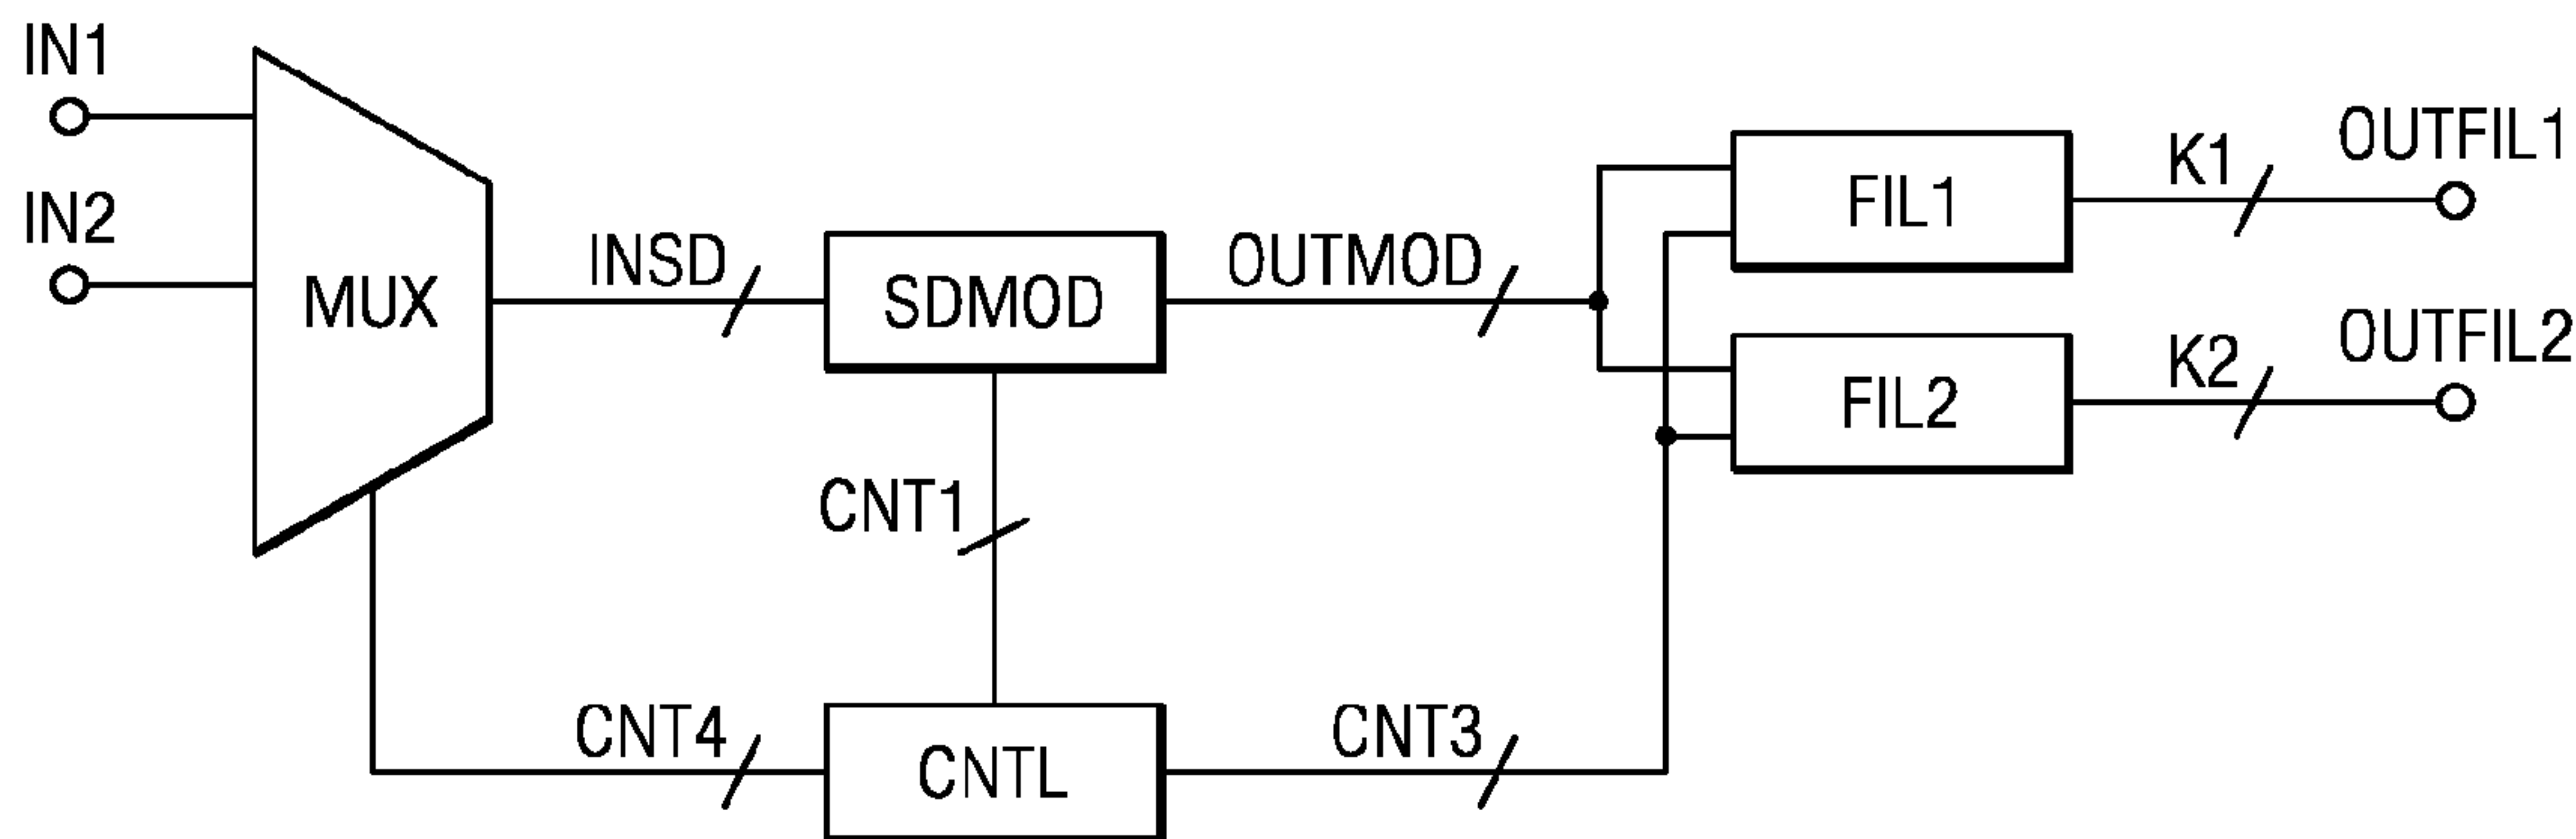 IN1
IN2
MUX
INSD
SDMOD
OUTMOD
FIL1
K1
OUTFIL1
FIL2
K2
OUTFIL2
CNT1
CNT4
CNTL
CNT3